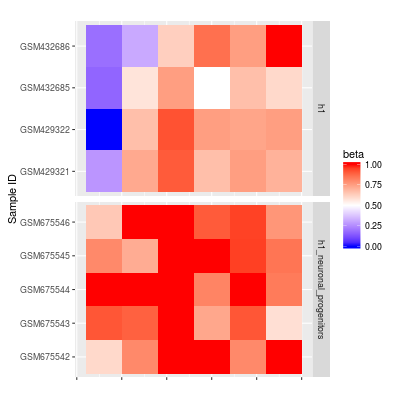 Sample ID
GSM432686
GSM432685
GSM429322
GSM429321
h1
GSM675546
GSM675545
GSM675544
GSM675543
GSM675542
h1_neuronal_progenitors
beta
1.00
0.75
0.50
0.25
0.00